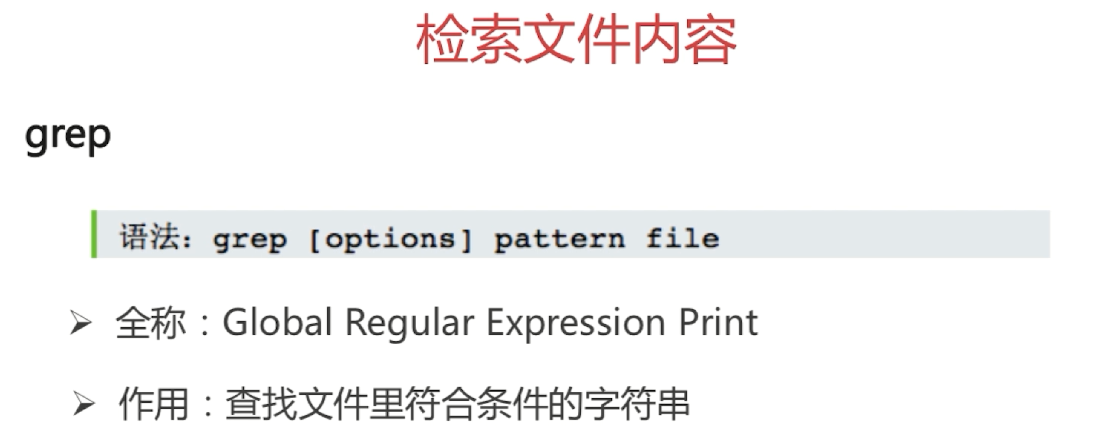 检索文件内容
grep
语法：grep [options] pattern file
全称：Global Regular Expression Print
作用：查找文件里符合条件的字符串